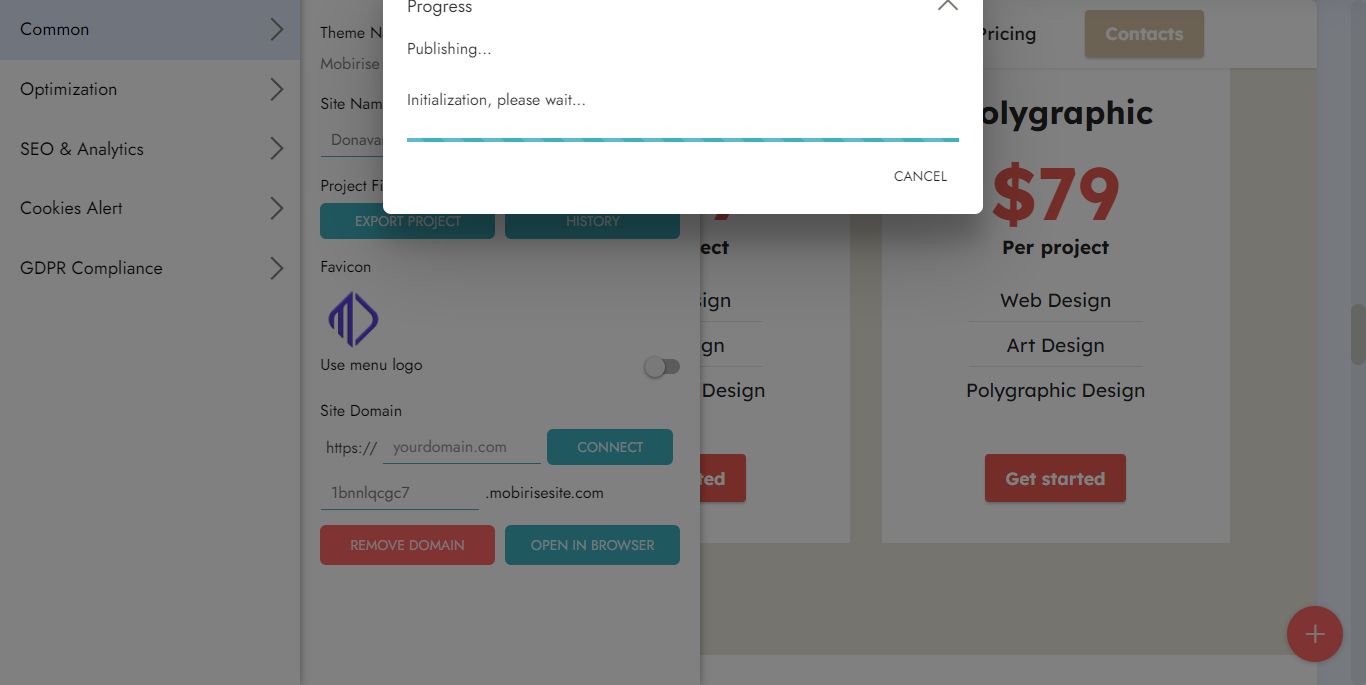 Common
Optimization
SEO & Analytics
Cookies Alert
GDPR Compliance
Theme
Mobirise
Site Nam
Donava
Project Fi
EXPORT PROJECT
HISTORY
Favicon
Use menu logo
Site Domain
https:// yourdomain.com CONNECT
1bnnlqcgc7 .mobirisesite.com
REMOVE DOMAIN
OPEN IN BROWSER
Progress
Publishing...
Initialization, please wait...
CANCEL
Pricing
Contacts
ect
sign
gn
Design
ted
olygraphic
$79
Per project
Web Design
Art Design
Polygraphic Design
Get started